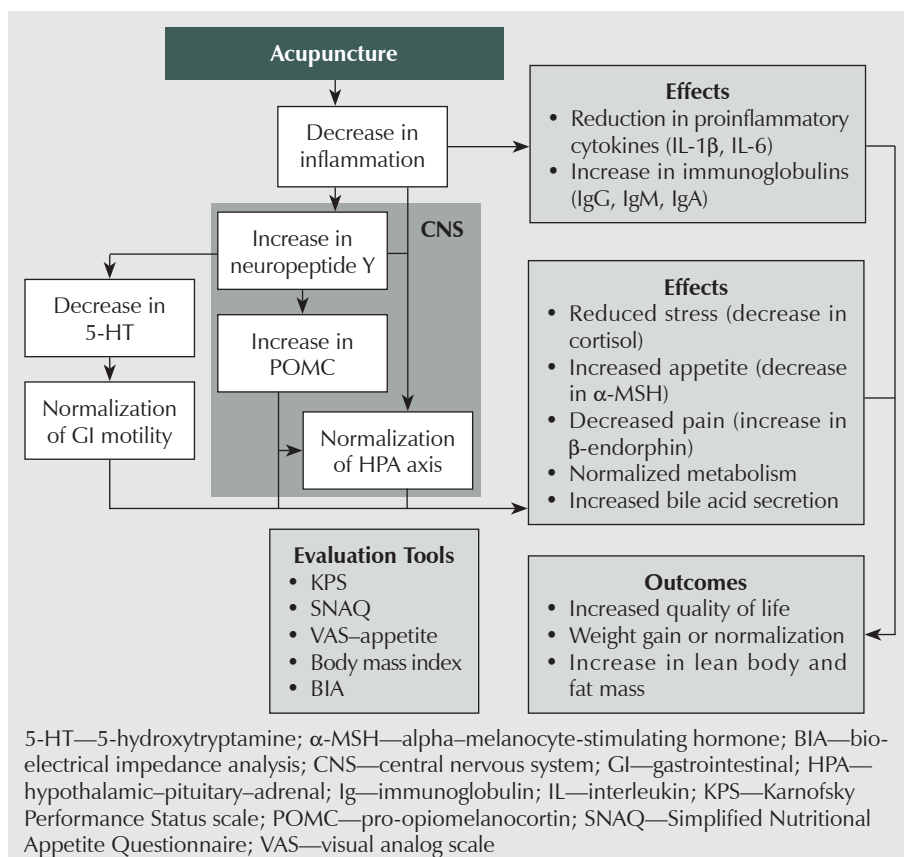 Acupuncture
Decrease in
inflammation
Effects
• Reduction in proinflammatory
cytokines (IL-1β, IL-6)
• Increase in immunoglobulins
(IgG, IgM, IgA)
CNS
Increase in
neuropeptide Y
Decrease in
5-HT
Increase in
POMC
Normalization
of GI motility
Normalization
of HPA axis
Effects
• Reduced stress (decrease in
cortisol)
• Increased appetite (decrease
in α-MSH)
• Decreased pain (increase in
β-endorphin)
• Normalized metabolism
• Increased bile acid secretion
Evaluation Tools
• KPS
• SNAQ
• VAS–appetite
• Body mass index
• BIA
Outcomes
• Increased quality of life
• Weight gain or normalization
• Increase in lean body and
fat mass
5-HT—5-hydroxytryptamine; α-MSH—alpha–melanocyte-stimulating hormone; BIA—bio-
electrical impedance analysis; CNS—central nervous system; GI—gastrointestinal; HPA—
hypothalamic–pituitary–adrenal; Ig—immunoglobulin; IL—interleukin; KPS—Karnofsky
Performance Status scale; POMC—pro-opiomelanocortin; SNAQ—Simplified Nutritional
Appetite Questionnaire; VAS—visual analog scale